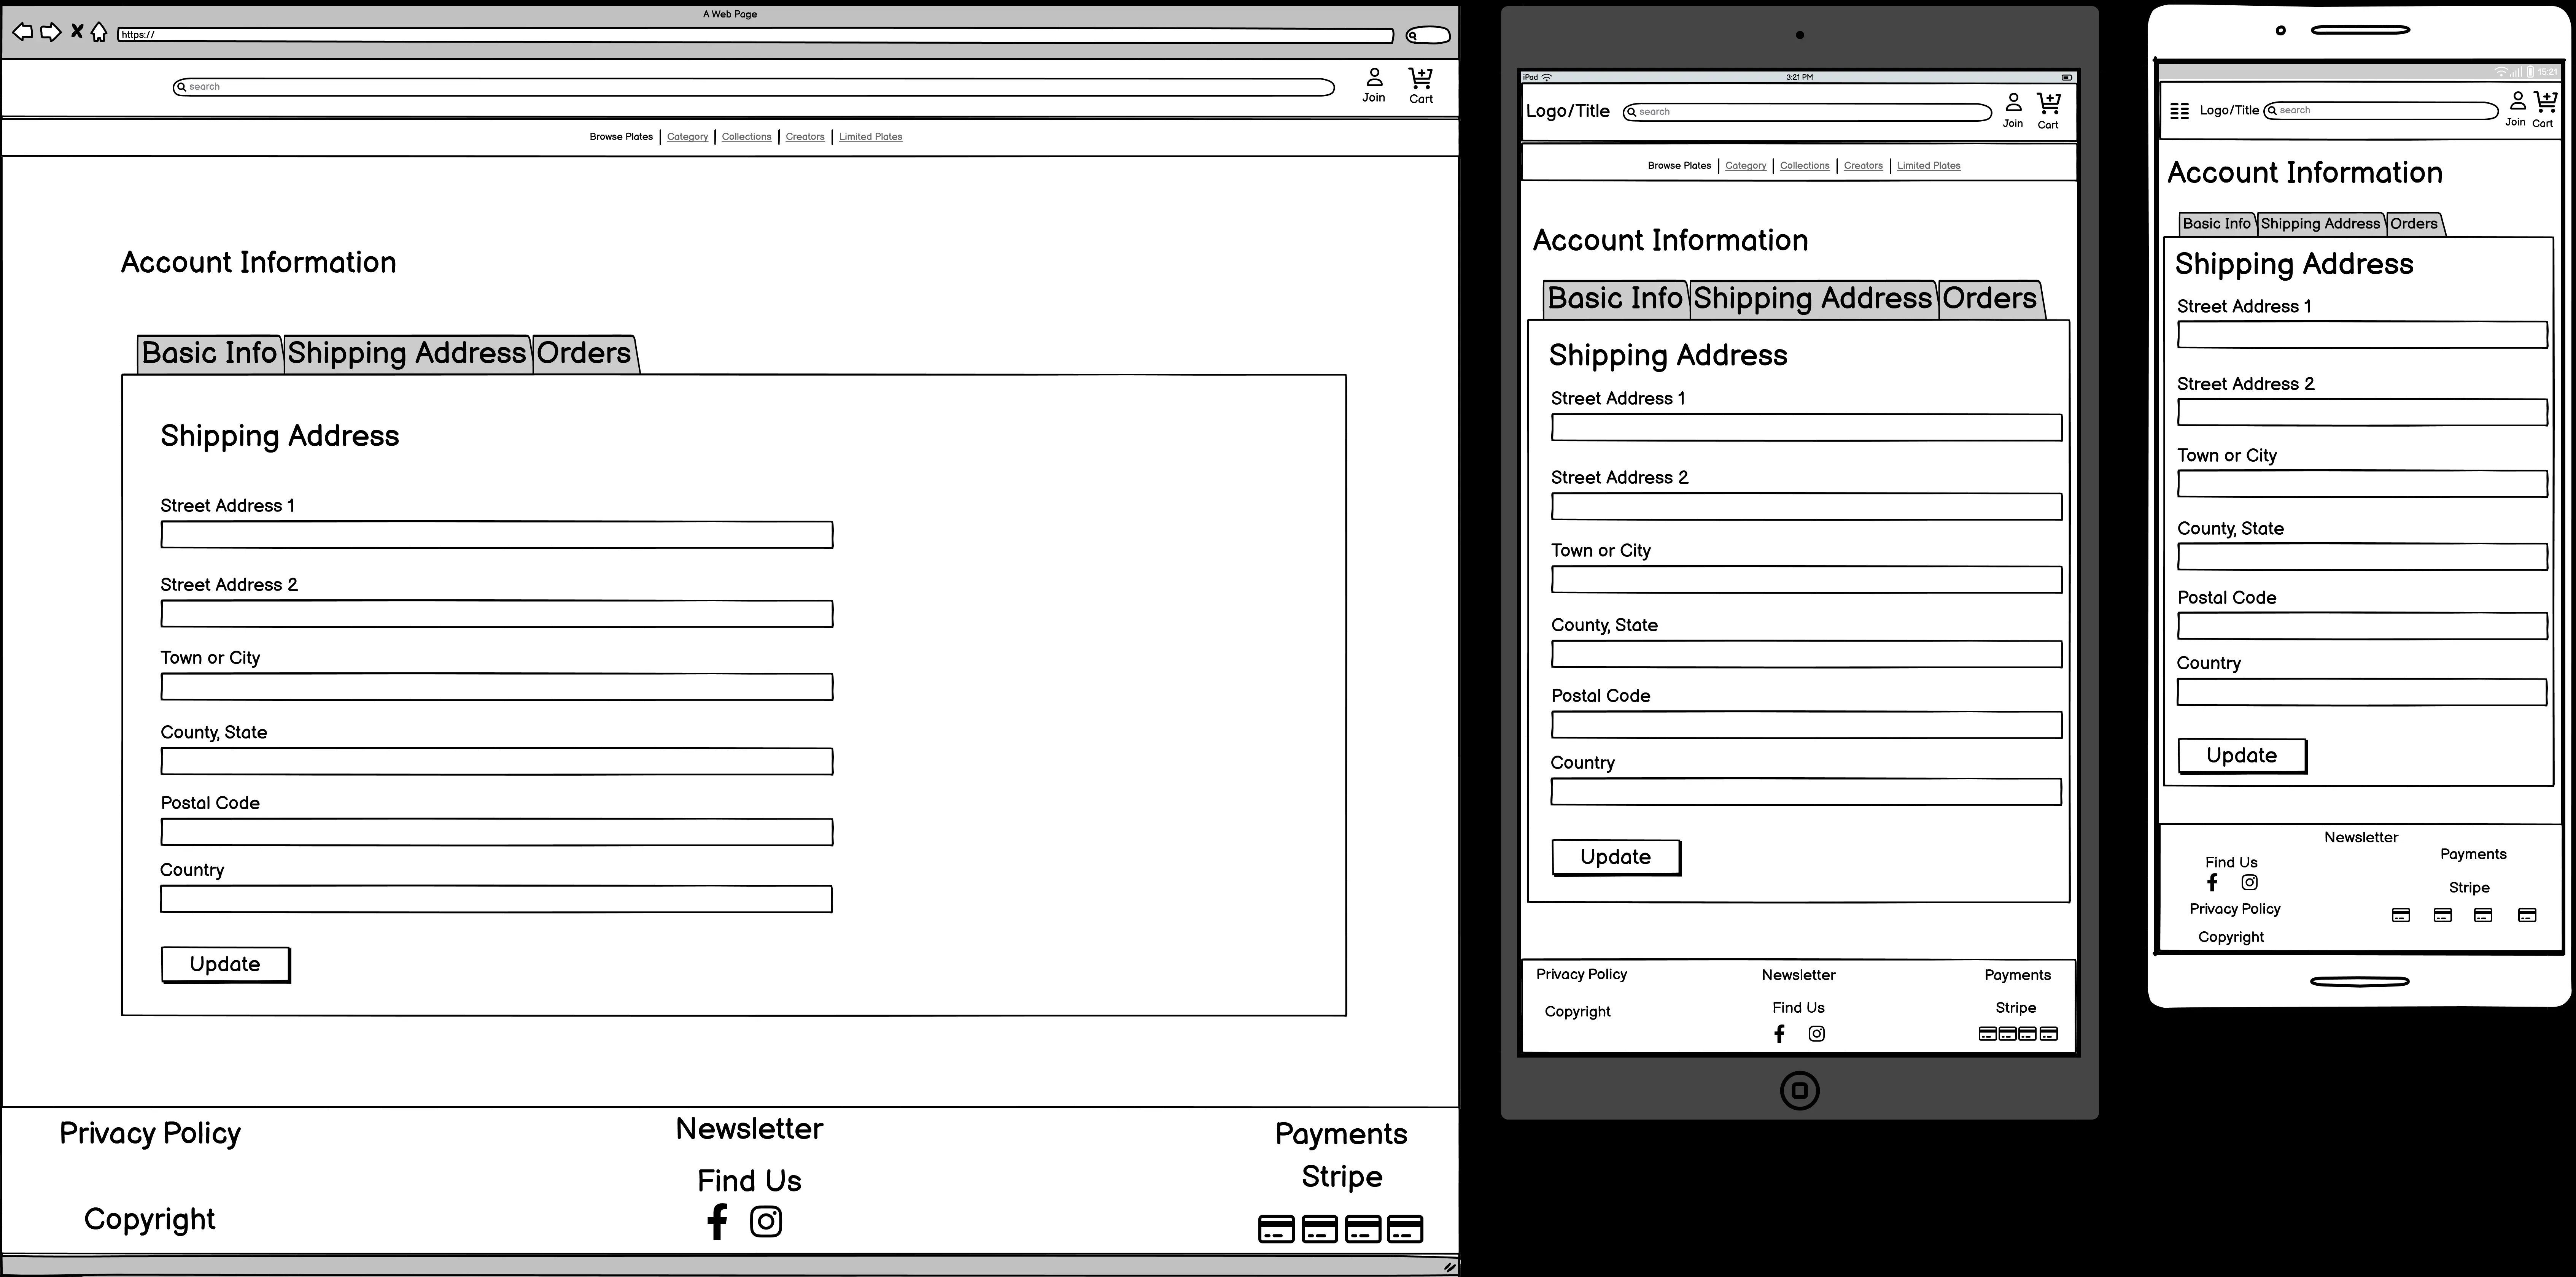 A Web Page
https://
search
Join
Cart
Browse Plates | Category | Collections | Creators | Limited Plates
Account Information
Basic Info Shipping Address Orders
Shipping Address
Street Address 1
Street Address 2
Town or City
County, State
Postal Code
Country
Update
Privacy Policy
Copyright
Newsletter
Find Us
Payments
Stripe
iPad 3:21 PM
Logo/Title
search
Join
Cart
Browse Plates | Category | Collections | Creators | Limited Plates
Account Information
Basic Info Shipping Address Orders
Shipping Address
Street Address 1
Street Address 2
Town or City
County, State
Postal Code
Country
Update
Privacy Policy
Copyright
Newsletter
Find Us
Payments
Stripe
15:21
Logo/Title
search
Join
Cart
Account Information
Basic Info Shipping Address Orders
Shipping Address
Street Address 1
Street Address 2
Town or City
County, State
Postal Code
Country
Update
Newsletter
Find Us
Privacy Policy
Copyright
Payments
Stripe